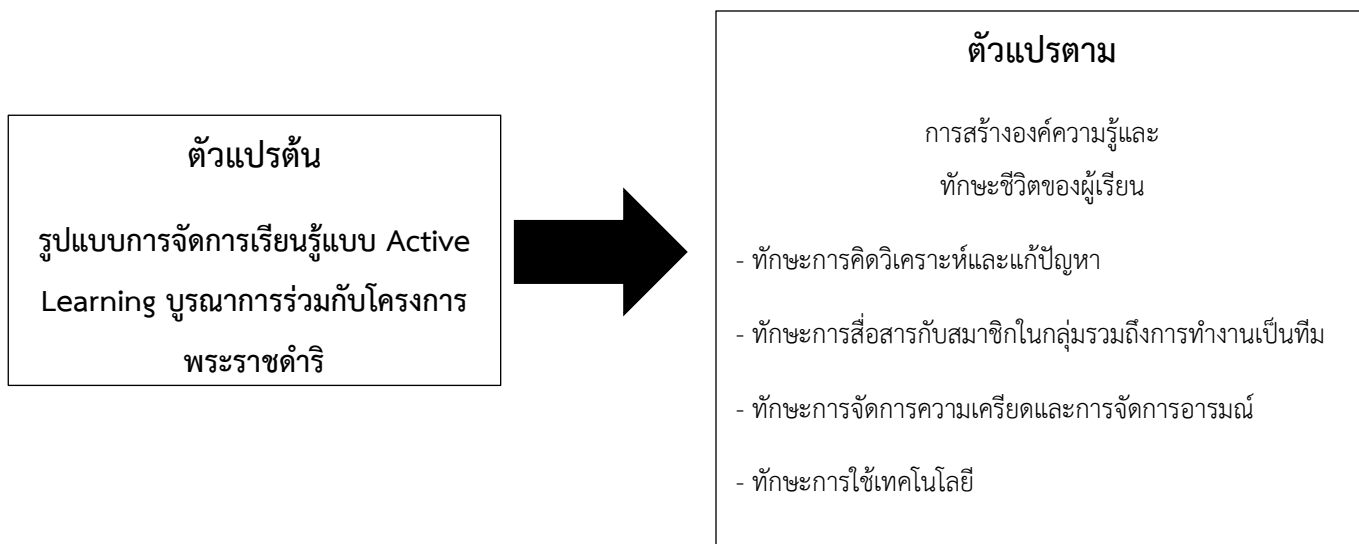 ตัวแปรต้น
รูปแบบการจัดการเรียนรู้แบบ Active
Learning บูรณาการร่วมกับโครงการ
พระราชดำริ
ตัวแปรตาม
การสร้างองค์ความรู้และ
ทักษะชีวิตของผู้เรียน
- ทักษะการคิดวิเคราะห์และแก้ปัญหา
- ทักษะการสื่อสารกับสมาชิกในกลุ่มรวมถึงการทำงานเป็นทีม
- ทักษะการจัดการความเครียดและการจัดการอารมณ์
- ทักษะการใช้เทคโนโลยี